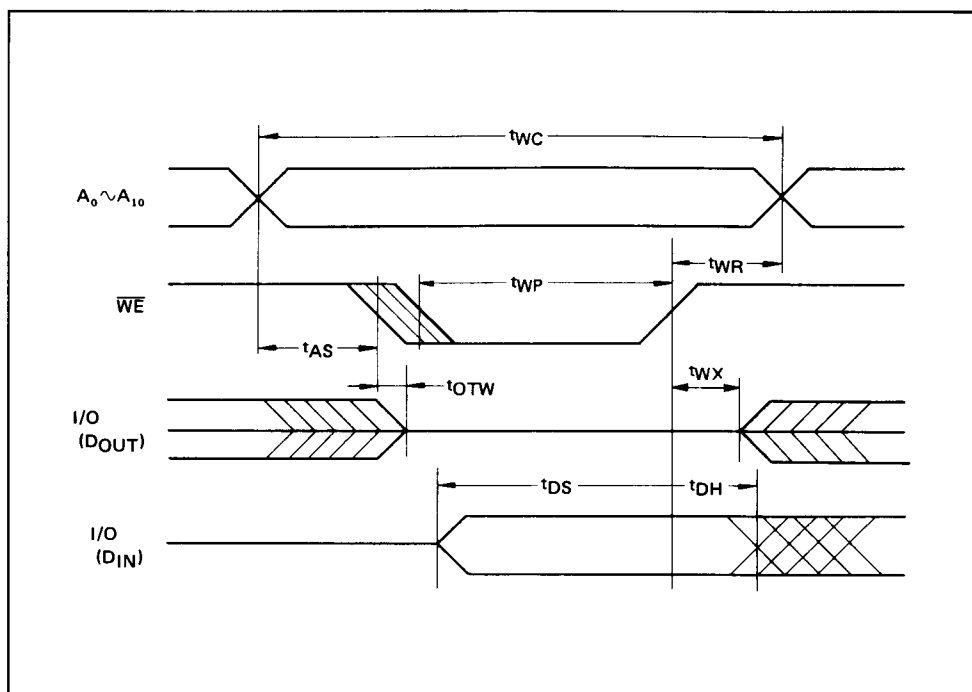 tWC
A0~A10
tWR
tWP
WE
tAS
tWX
tOTW
I/O
(DOUT)
tDS
tDH
I/O
(DIN)